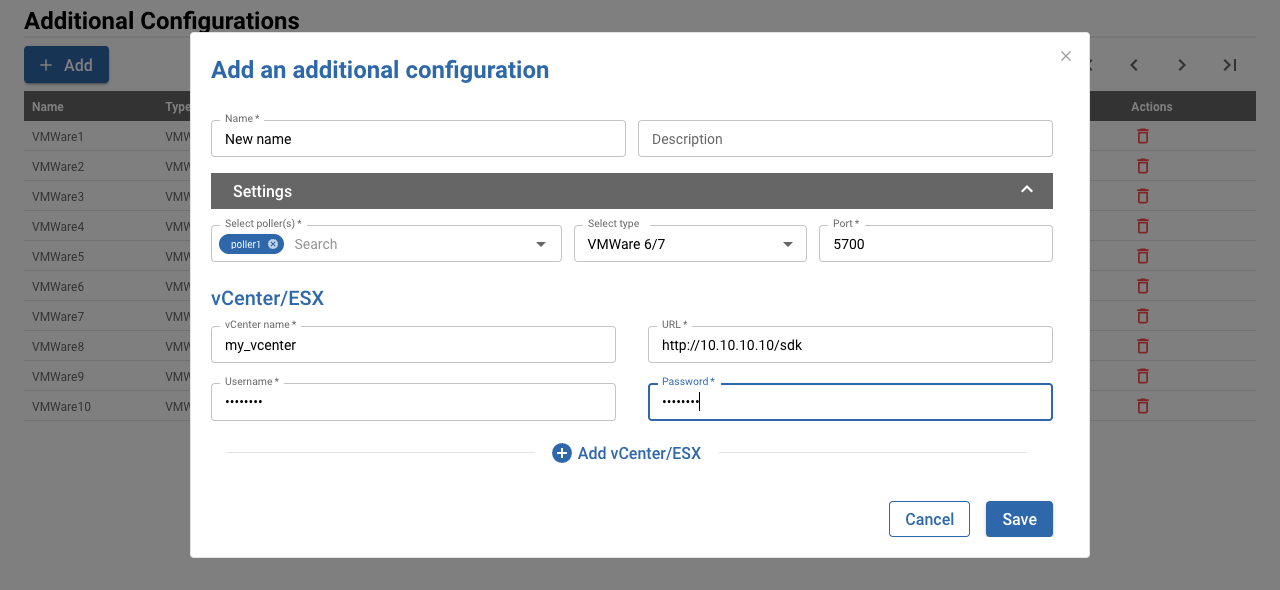 Additional Configurations
Add
Name Type Actions
Add an additional configuration
Name *
New name
Description
Settings
Select poller(s) *
poller1 Search
Select type
VMWare 6/7
Port *
5700
vCenter/ESX
vCenter name *
my_vcenter
URL *
http://10.10.10.10/sdk
Username *
••••••••
Password *
••••••••
Add vCenter/ESX
Cancel Save
VMWare1 VMW
VMWare2 VMW
VMWare3 VMW
VMWare4 VMW
VMWare5 VMW
VMWare6 VMW
VMWare7 VMW
VMWare8 VMW
VMWare9 VMW
VMWare10 VMW